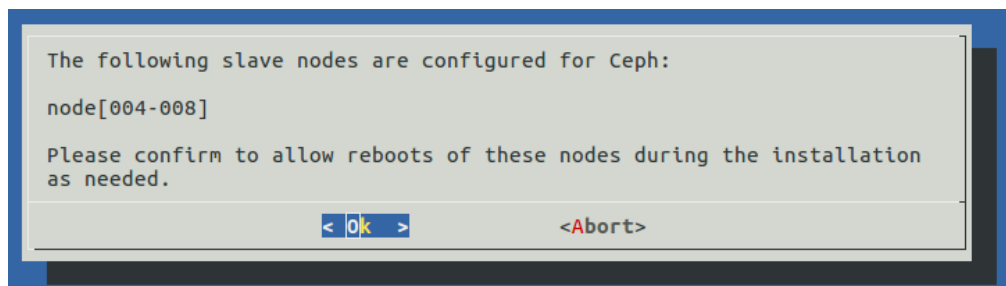 The following slave nodes are configured for Ceph:
node[004-008]
Please confirm to allow reboots of these nodes during the installation
as needed.
< Ok > <Abort>